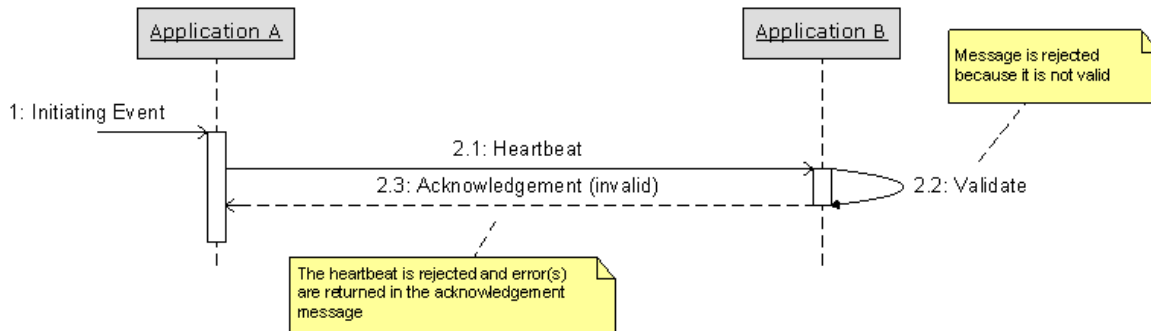 Application A
Application B
Message is rejected
because it is not valid
1: Initiating Event
2.1: Heartbeat
2.3: Acknowledgement (invalid)
2.2: Validate
The heartbeat is rejected and error(s)
are returned in the acknowledgement
message